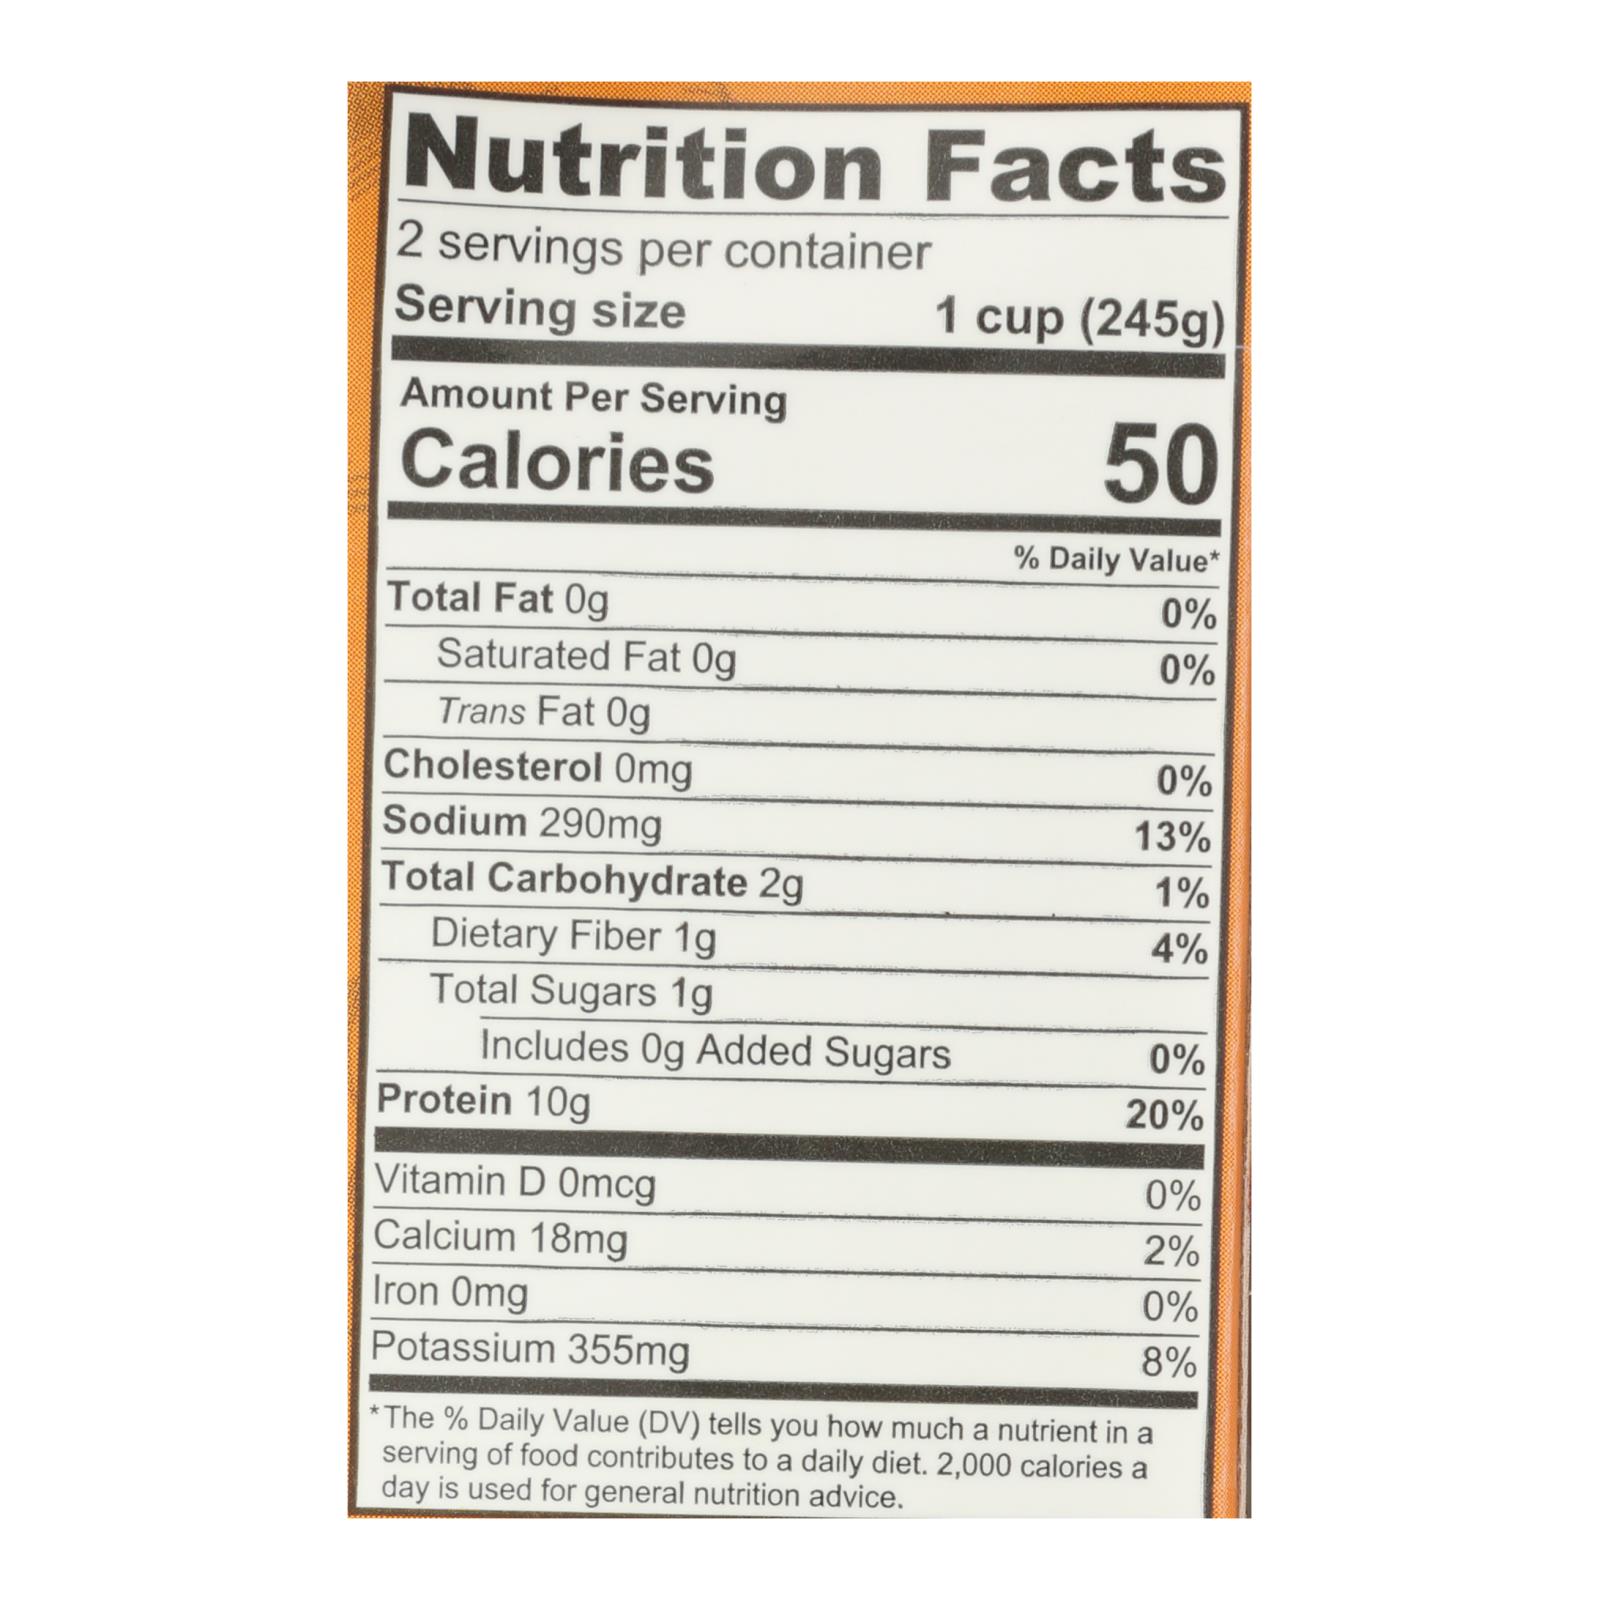 Nutrition Facts
2 servings per container
Serving size 1 cup (245g)
Amount Per Serving
Calories 50
% Daily Value*
Total Fat 0g 0%
Saturated Fat 0g 0%
Trans Fat 0g
Cholesterol 0mg 0%
Sodium 290mg 13%
Total Carbohydrate 2g 1%
Dietary Fiber 1g 4%
Total Sugars 1g
Includes 0g Added Sugars 0%
Protein 10g 20%
Vitamin D 0mcg 0%
Calcium 18mg 2%
Iron 0mg 0%
Potassium 355mg 8%
*The % Daily Value (DV) tells you how much a nutrient in a
serving of food contributes to a daily diet. 2,000 calories a
day is used for general nutrition advice.